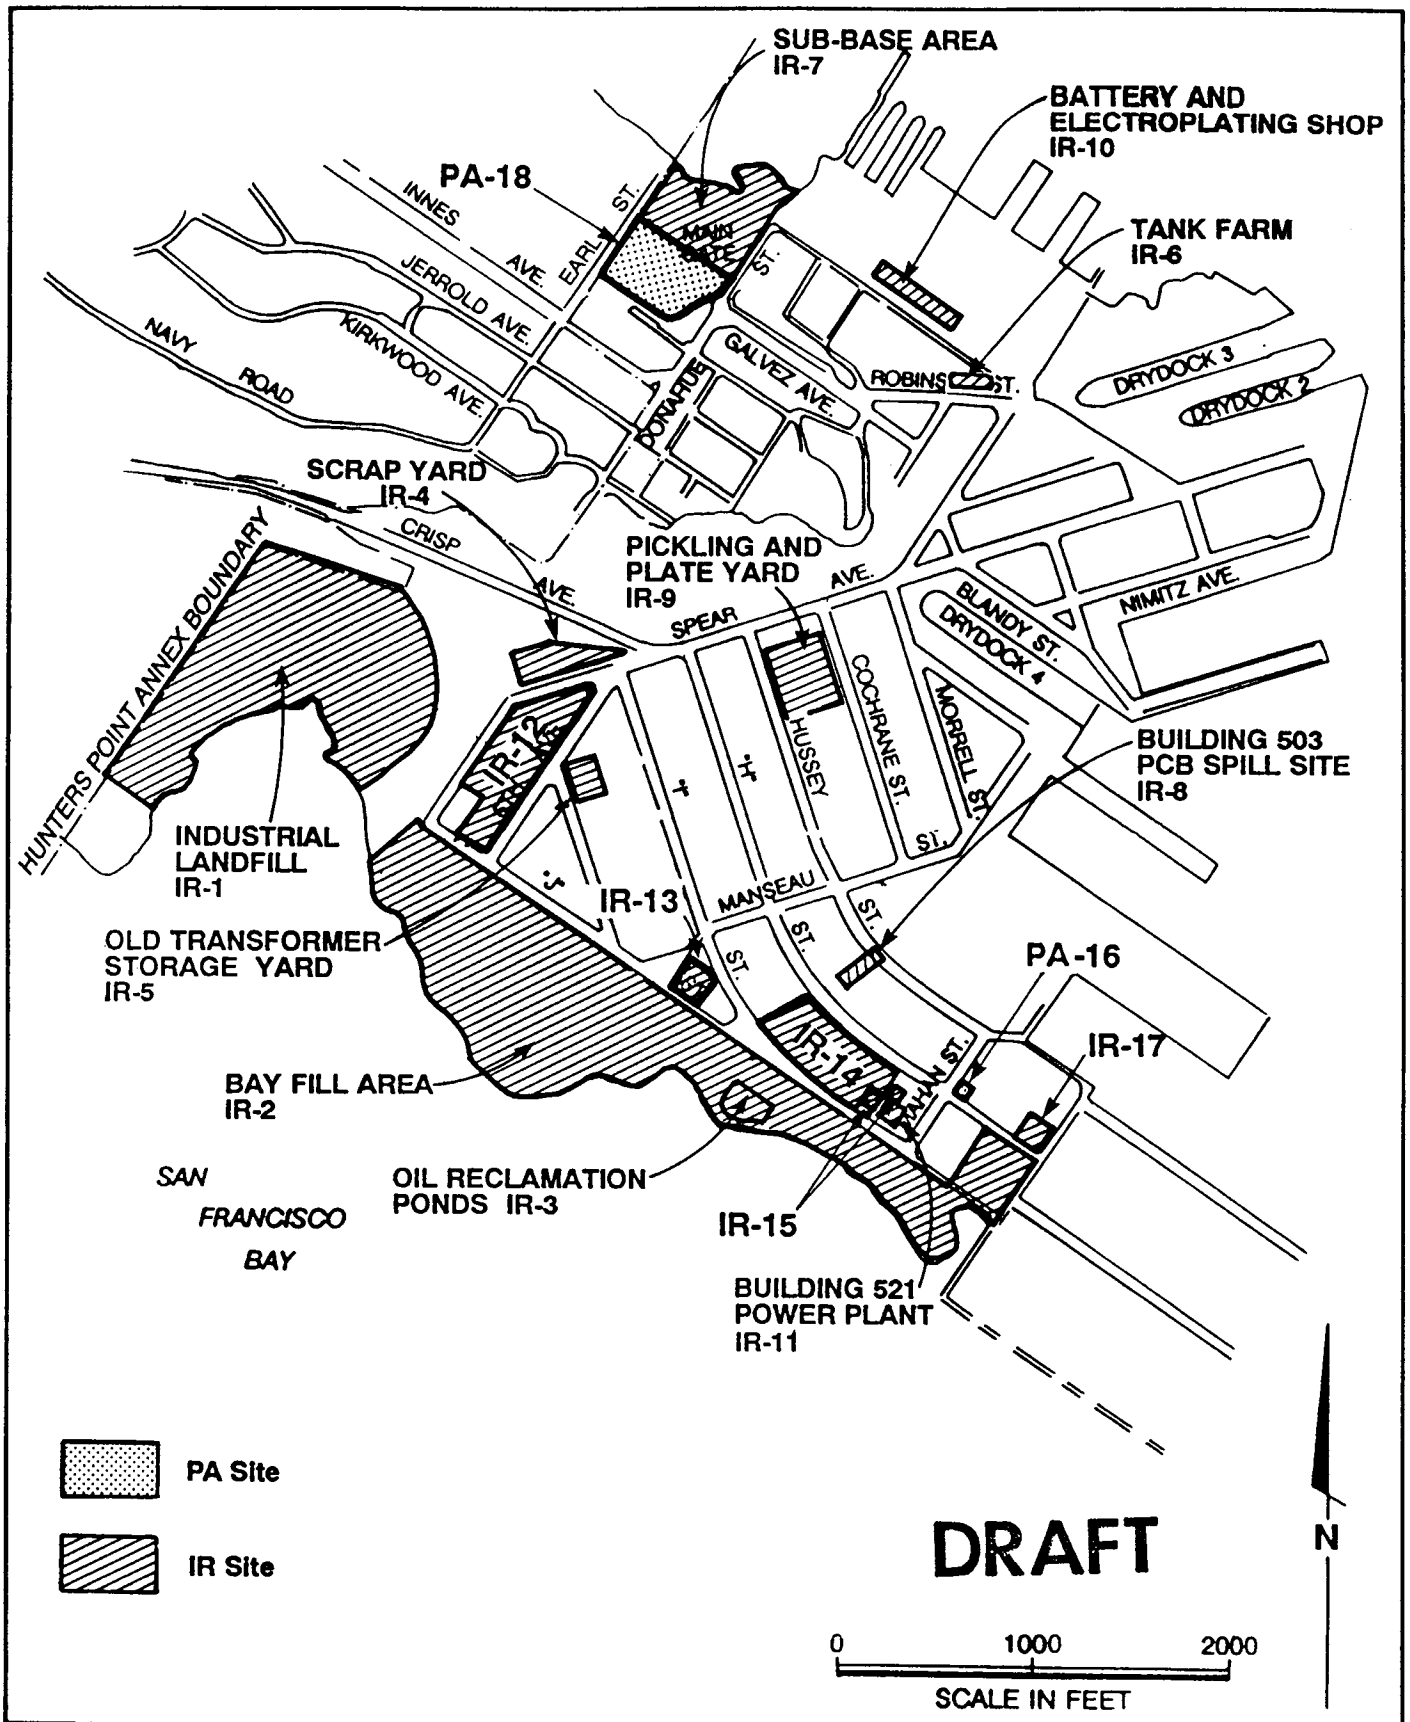 SUB-BASE AREA
IR-7
BATTERY AND
ELECTROPLATING SHOP
IR-10
PA-18
TANK FARM
IR-6
INNES
AVE.
EARL
ST.
MAIN
GATE
ST.
JERROLD AVE.
KIRKWOOD AVE.
NAVY
ROAD
DONAHUE
GALVEZ AVE.
ROBINS
ST.
DRYDOCK 3
DRYDOCK 2
SCRAP YARD
IR-4
CRISP
AVE.
HUNTERS POINT ANNEX BOUNDARY
PICKLING AND
PLATE YARD
IR-9
SPEAR
AVE.
BLANDY ST.
DRYDOCK 4
NIMITZ AVE.
IR-12
"H"
HUSSEY
COCHRANE ST.
MORRELL ST.
BUILDING 503
PCB SPILL SITE
IR-8
INDUSTRIAL
LANDFILL
IR-1
"J"
IR-13
MANSEAU
ST.
ST.
ST.
ST.
OLD TRANSFORMER
STORAGE YARD
IR-5
PA-16
IR-14
MAHAN ST.
IR-17
BAY FILL AREA
IR-2
OIL RECLAMATION
PONDS IR-3
IR-15
SAN
FRANCISCO
BAY
BUILDING 521
POWER PLANT
IR-11
PA Site
IR Site
DRAFT
N
0 1000 2000
SCALE IN FEET